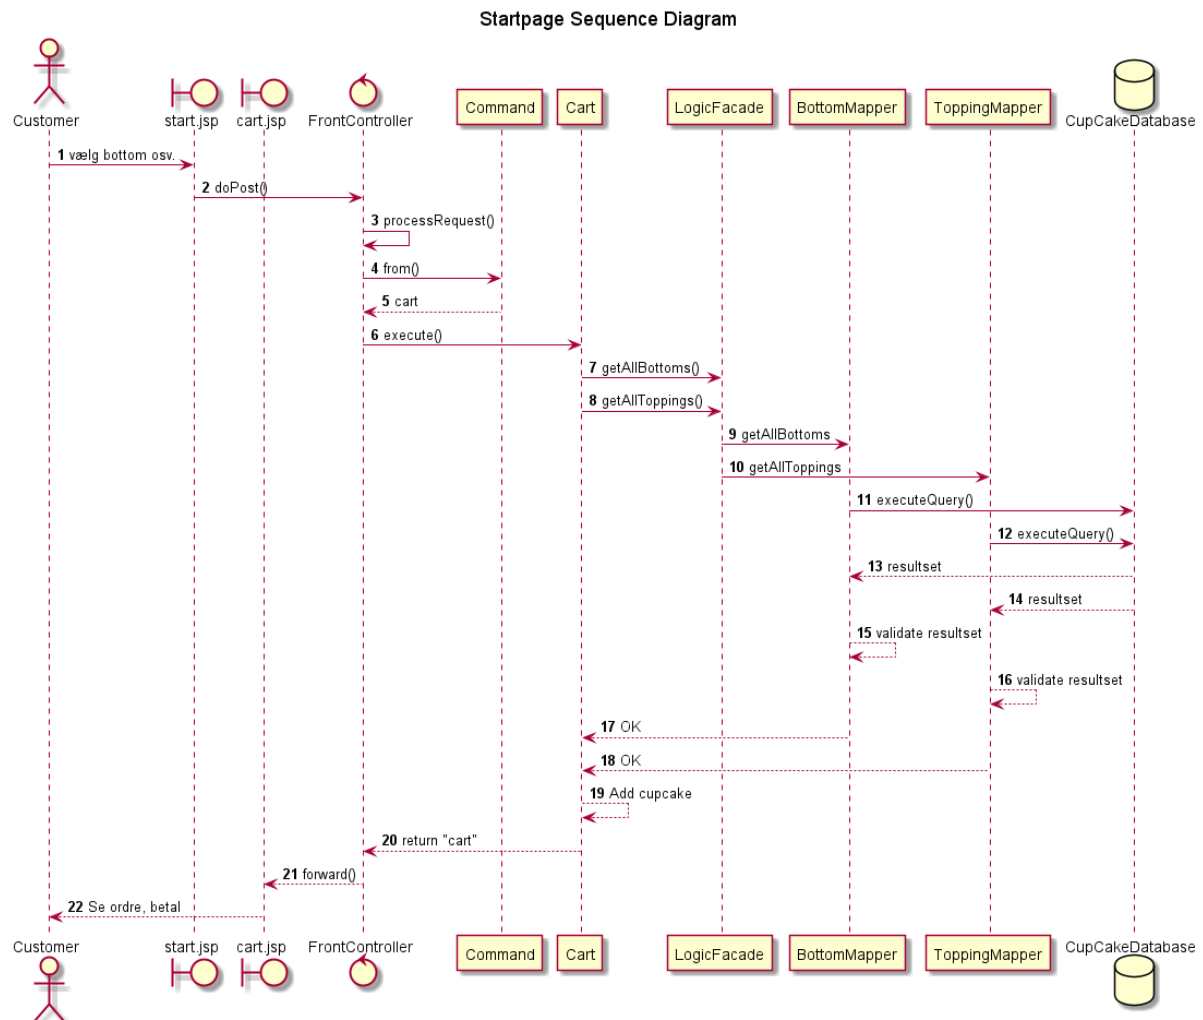 Startpage Sequence Diagram
Customer
start.jsp
cart.jsp
FrontController
Command
Cart
LogicFacade
BottomMapper
ToppingMapper
CupCakeDatabase
1 vælg bottom osv.
2 doPost()
3 processRequest()
4 from()
5 cart
6 execute()
7 getAllBottoms()
8 getAllToppings()
9 getAllBottoms
10 getAllToppings
11 executeQuery()
12 executeQuery()
13 resultset
14 resultset
15 validate resultset
16 validate resultset
17 OK
18 OK
19 Add cupcake
20 return "cart"
21 forward()
22 Se ordre, betal
Customer
start.jsp
cart.jsp
FrontController
Command
Cart
LogicFacade
BottomMapper
ToppingMapper
CupCakeDatabase